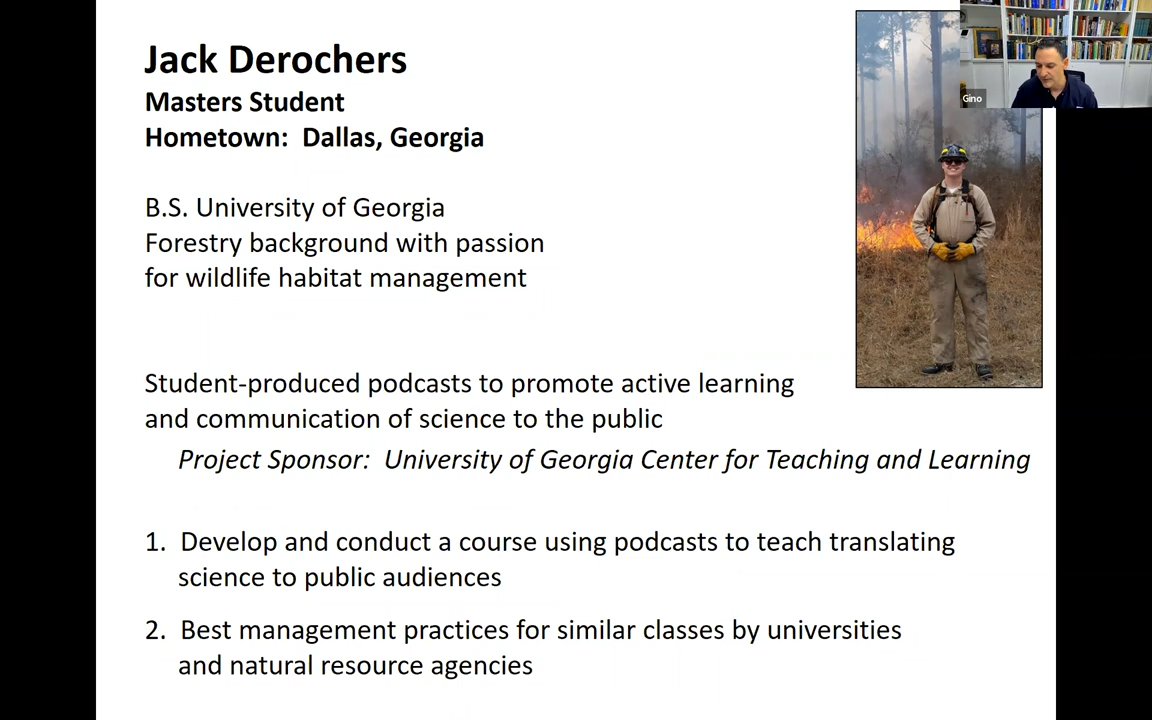 Jack Derochers
Masters Student
Hometown: Dallas, Georgia
B.S. University of Georgia
Forestry background with passion
for wildlife habitat management
Student-produced podcasts to promote active learning
and communication of science to the public
Project Sponsor: University of Georgia Center for Teaching and Learning
1. Develop and conduct a course using podcasts to teach translating
science to public audiences
2. Best management practices for similar classes by universities
and natural resource agencies
Gino